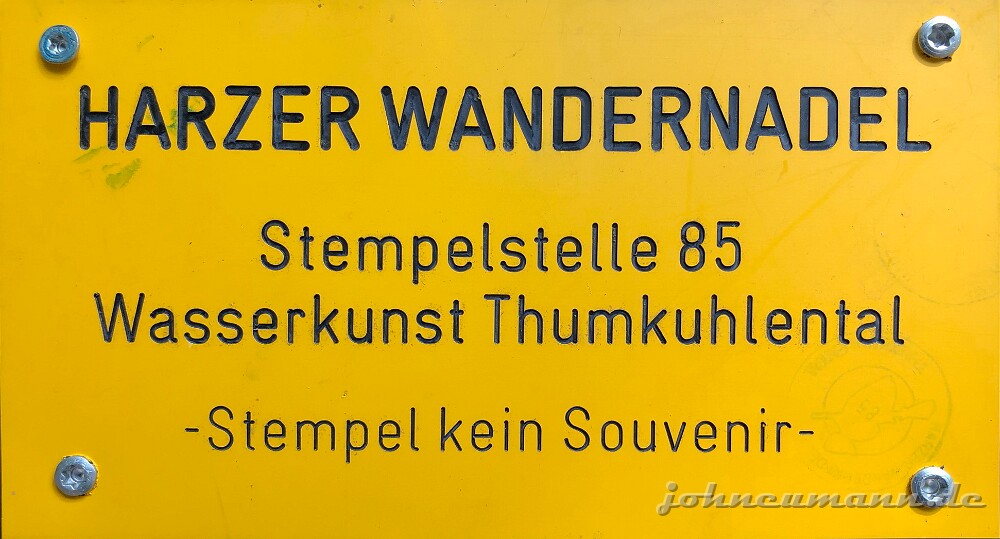 HARZER WANDERNADEL
Stempelstelle 85
Wasserkunst Thumkuhlental
-Stempel kein Souvenir-
johneumann.de